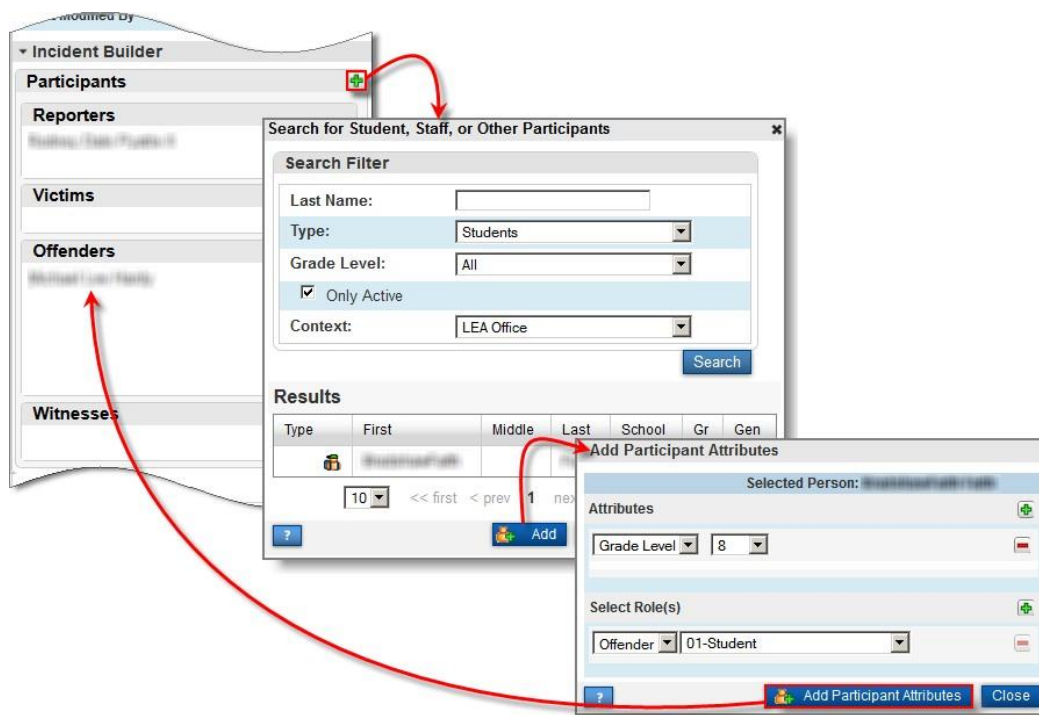 Modified By
Incident Builder
Participants
Reporters
Victims
Offenders
Witnesses
Search for Student, Staff, or Other Participants
Search Filter
Last Name:
Type: Students
Grade Level: All
Only Active
Context: LEA Office
Search
Results
Type First Middle Last School Gr Gen
10 << first < prev 1
? Add
Add Participant Attributes
Selected Person:
Attributes
Grade Level 8
Select Role(s)
Offender 01-Student
? Add Participant Attributes Close